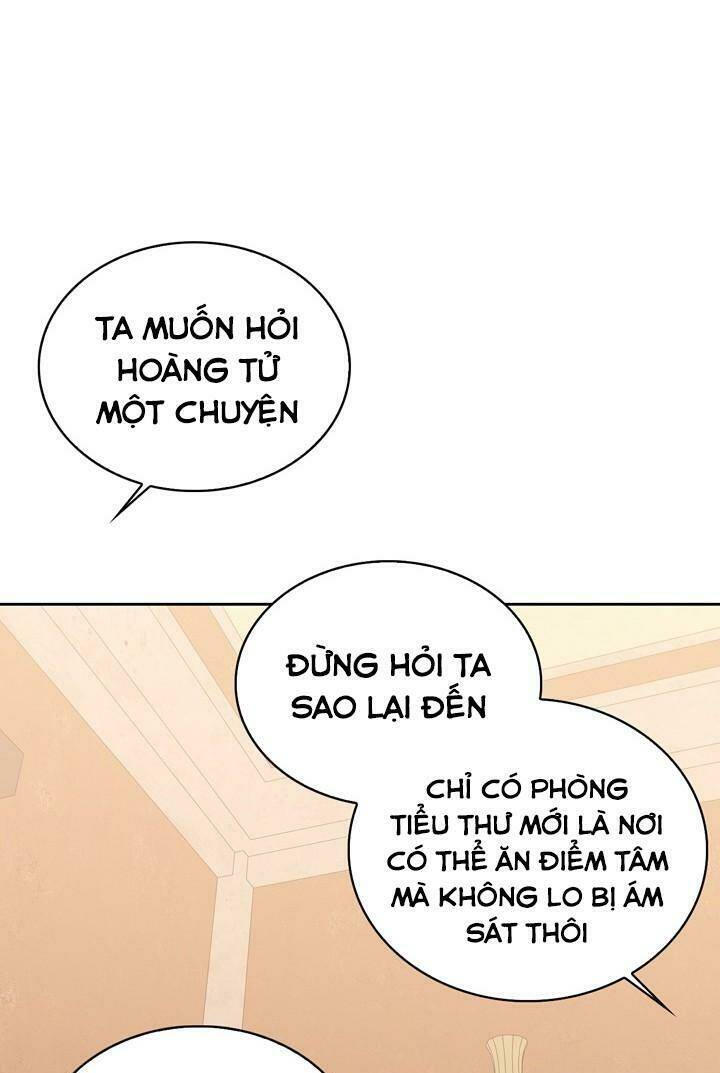 TA MUỐN HỎI
HOÀNG TỬ
MỘT CHUYỆN
ĐỪNG HỎI TA
SAO LẠI ĐẾN
CHỈ CÓ PHÒNG
TIỂU THƯ MỚI LÀ NƠI
CÓ THỂ ĂN ĐIỂM TÂM
MÀ KHÔNG LO BỊ ÁM
SÁT THÔI